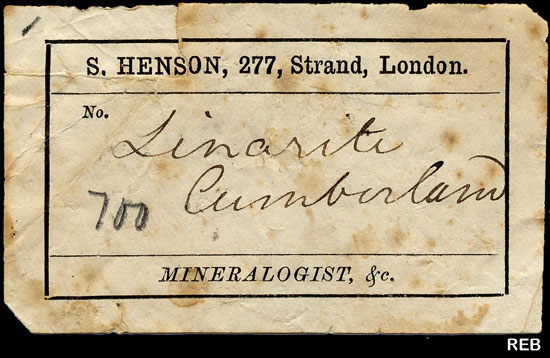 S. HENSON, 277, Strand, London.
No.
Linarite
Cumberland
700
MINERALOGIST, &c.
REB